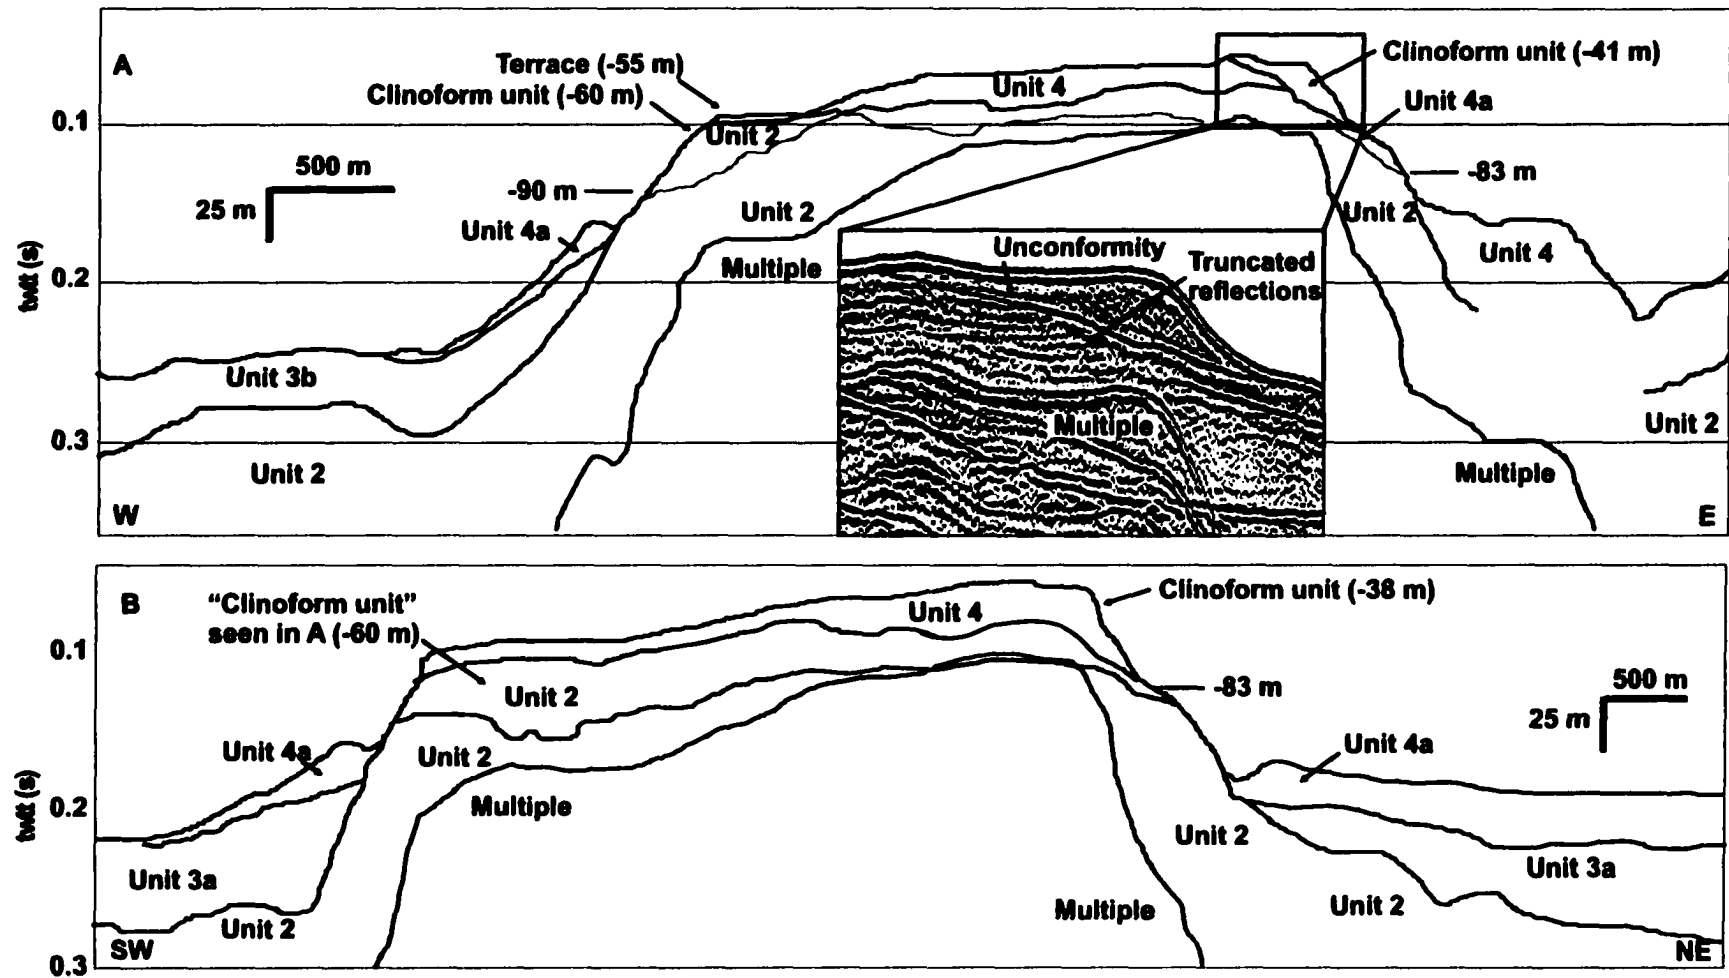 A
Terrace (-55 m)
Clinoform unit (-60 m)
Clinoform unit (-41 m)
Unit 4
Unit 4a
0.1
Unit 2
500 m
25 m
-90 m
-83 m
Unit 4a
Unit 2
Unit 2
Unit 4
Multiple
Unconformity
Truncated
reflections
twtt (s)
0.2
Unit 3b
Multiple
Unit 2
0.3
Unit 2
Multiple
W
E
B
"Clinoform unit"
seen in A (-60 m)
Unit 4
Clinoform unit (-38 m)
0.1
Unit 2
-83 m
500 m
25 m
Unit 4a
Unit 2
Unit 4a
Multiple
twtt (s)
0.2
Unit 2
Unit 3a
Unit 3a
Multiple
Unit 2
Unit 2
SW
NE
0.3